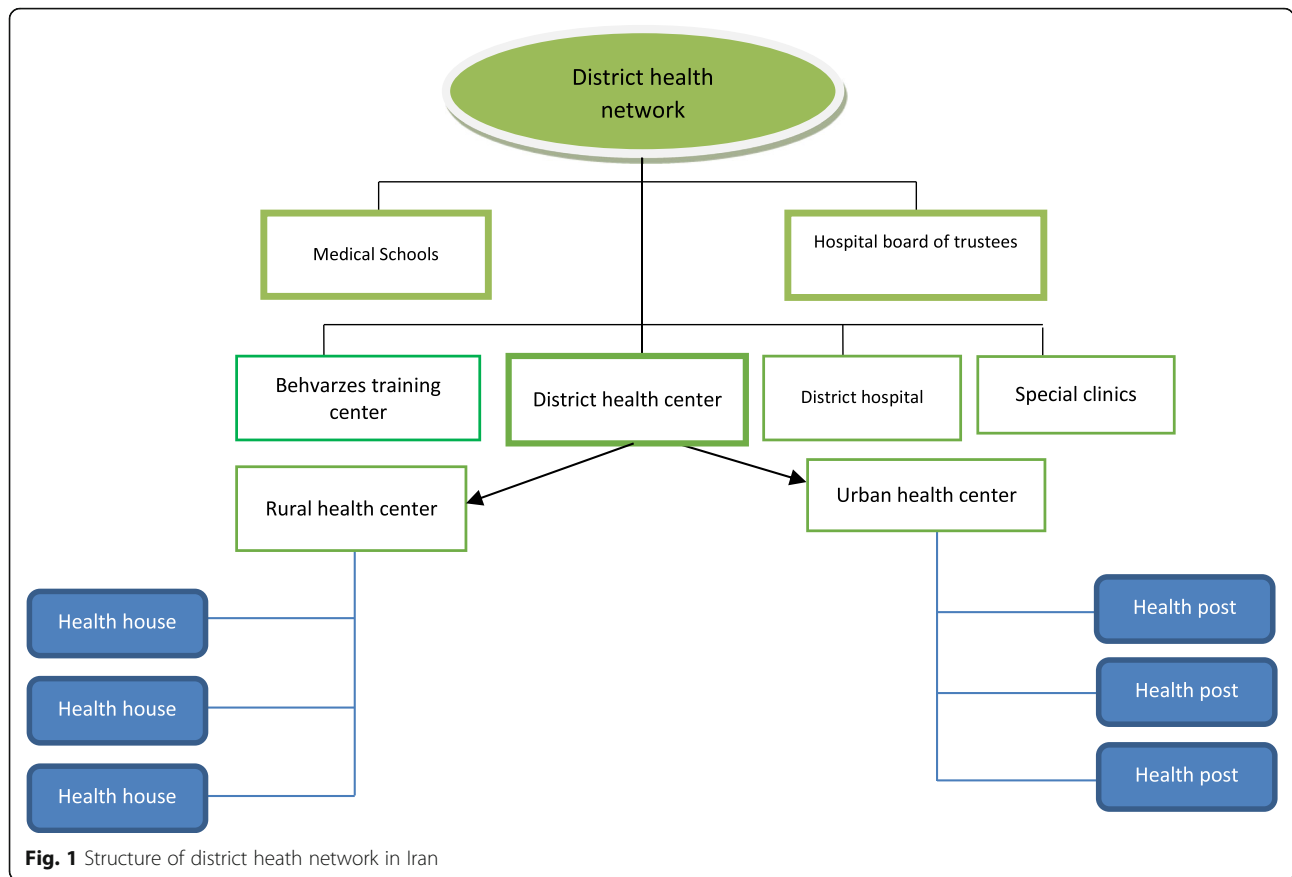 District health
network
Medical Schools
Hospital board of trustees
Behvarzes training
center
District health center
District hospital
Special clinics
Rural health center
Urban health center
Health house
Health post
Health house
Health post
Health house
Health post
Fig. 1 Structure of district heath network in Iran